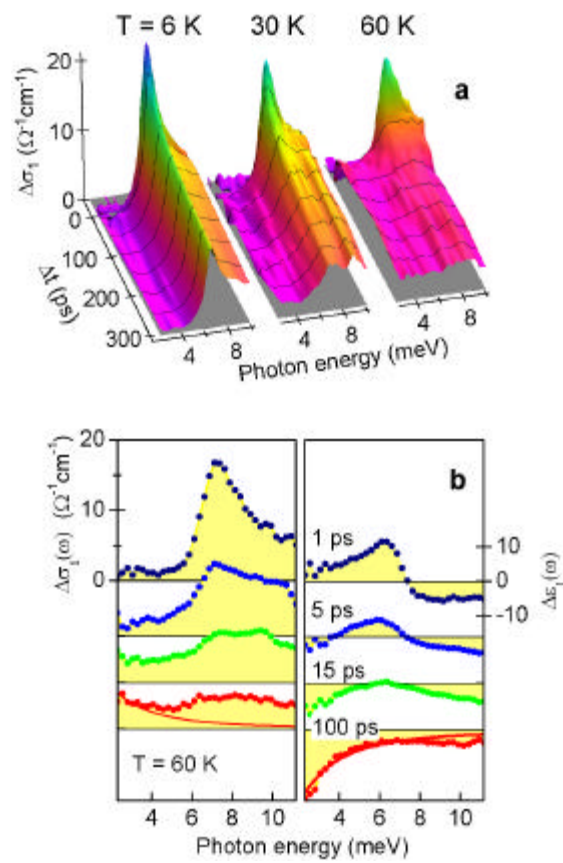 T = 6 K 30 K 60 K
a
Δσ₁ (Ω⁻¹cm⁻¹)
20
10
0
0
100
200
300
Δt (ps)
4 8 4 8 4 8
Photon energy (meV)
b
Δσ₁(ω) (Ω⁻¹cm⁻¹)
20
10
0
1 ps
5 ps
15 ps
100 ps
10
0
-10
Δε₁(ω)
T = 60 K
4 6 8 10 4 6 8 10
Photon energy (meV)